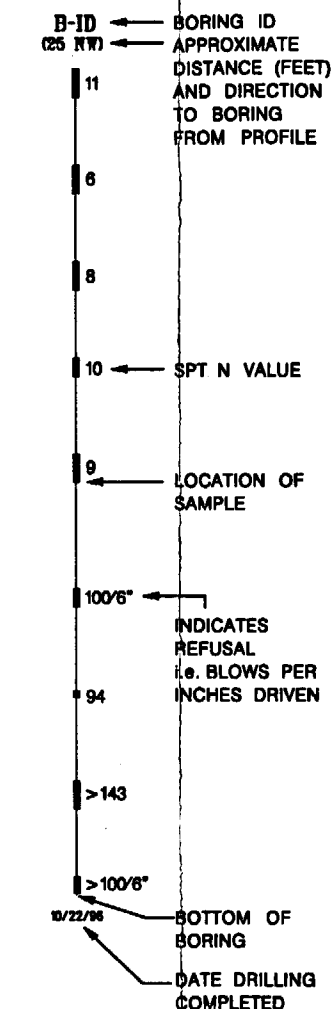 B-ID BORING ID
(25 NW) APPROXIMATE
DISTANCE (FEET)
AND DIRECTION
TO BORING
FROM PROFILE
11
6
8
10 SPT N VALUE
9
LOCATION OF
SAMPLE
100/6"
INDICATES
REFUSAL
i.e. BLOWS PER
INCHES DRIVEN
94
>143
>100/6"
10/22/96
BOTTOM OF
BORING
DATE DRILLING
COMPLETED